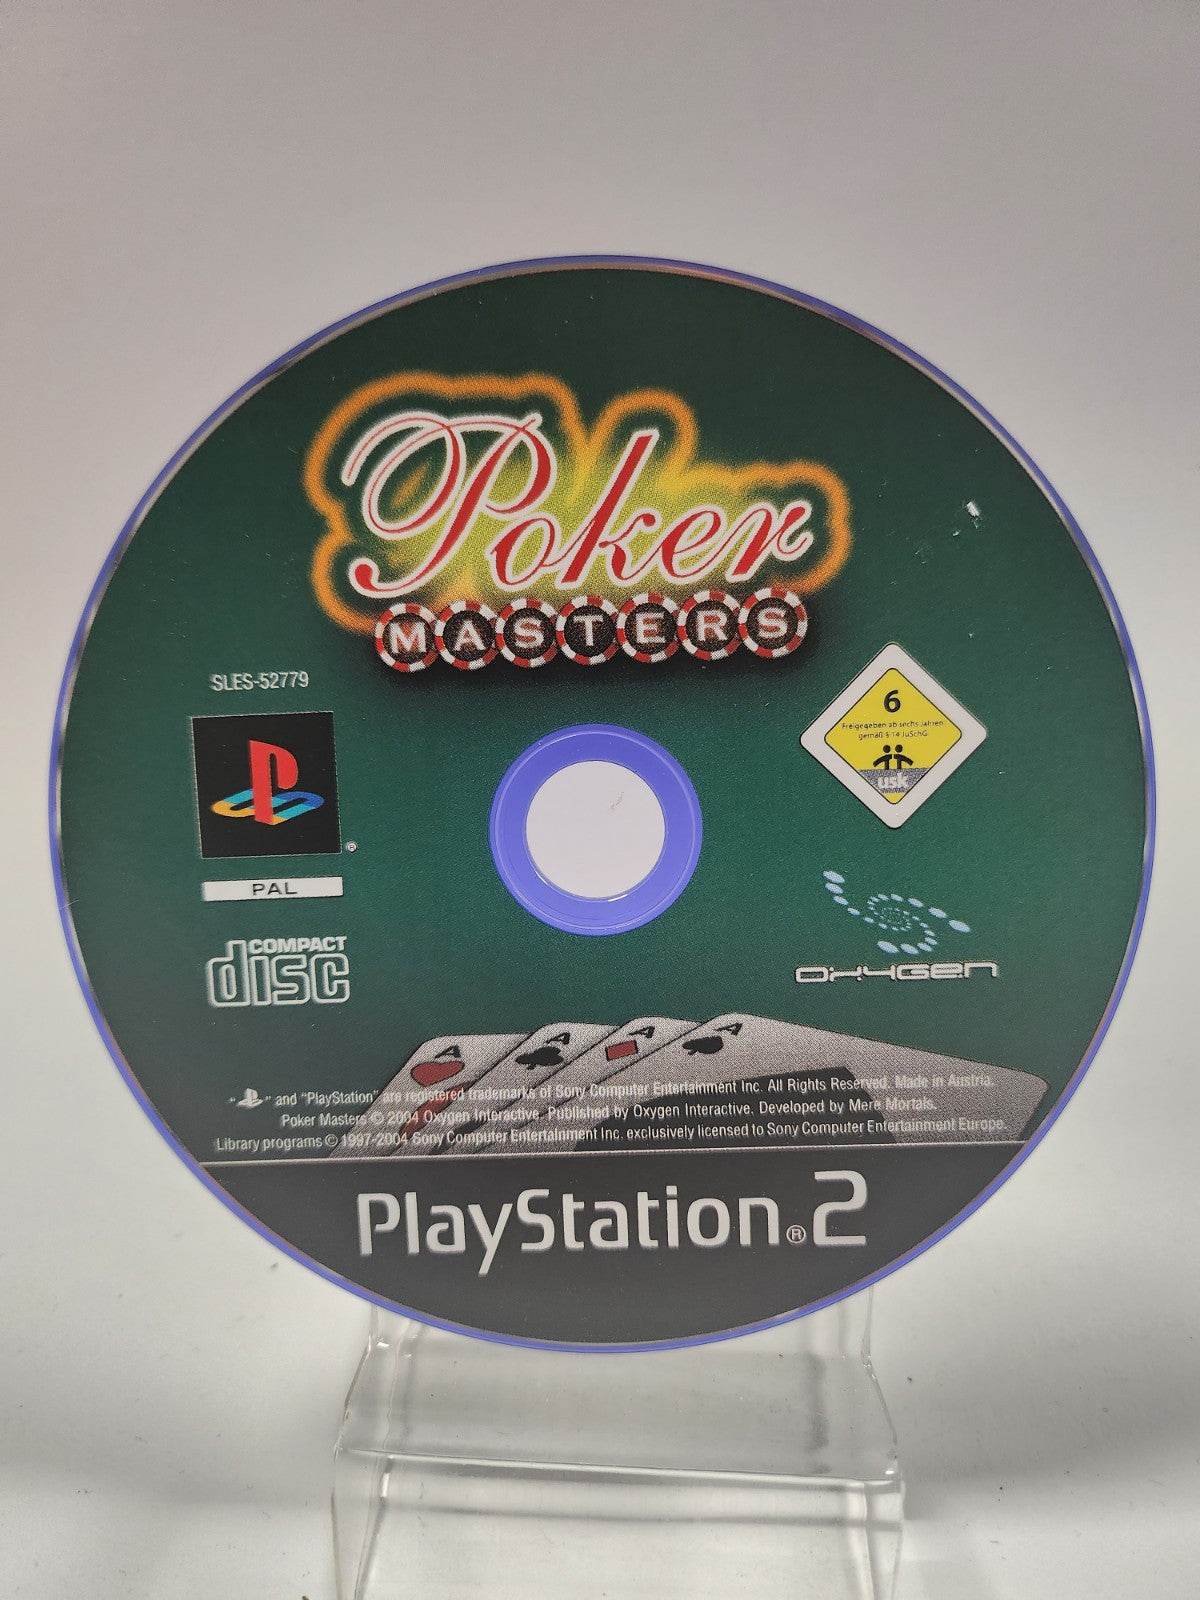 Poker
MASTERS
SLES-52779
6
Freigegeben ab sechs Jahren
gemäß § 14 JuSchG
usk
®
PAL
COMPACT
disc
OXYGEN
A A A A
"PS" and "PlayStation" are registered trademarks of Sony Computer Entertainment Inc. All Rights Reserved. Made in Austria.
Poker Masters © 2004 Oxygen Interactive. Published by Oxygen Interactive. Developed by Mere Mortals.
Library programs © 1997-2004 Sony Computer Entertainment Inc. exclusively licensed to Sony Computer Entertainment Europe.
PlayStation®2